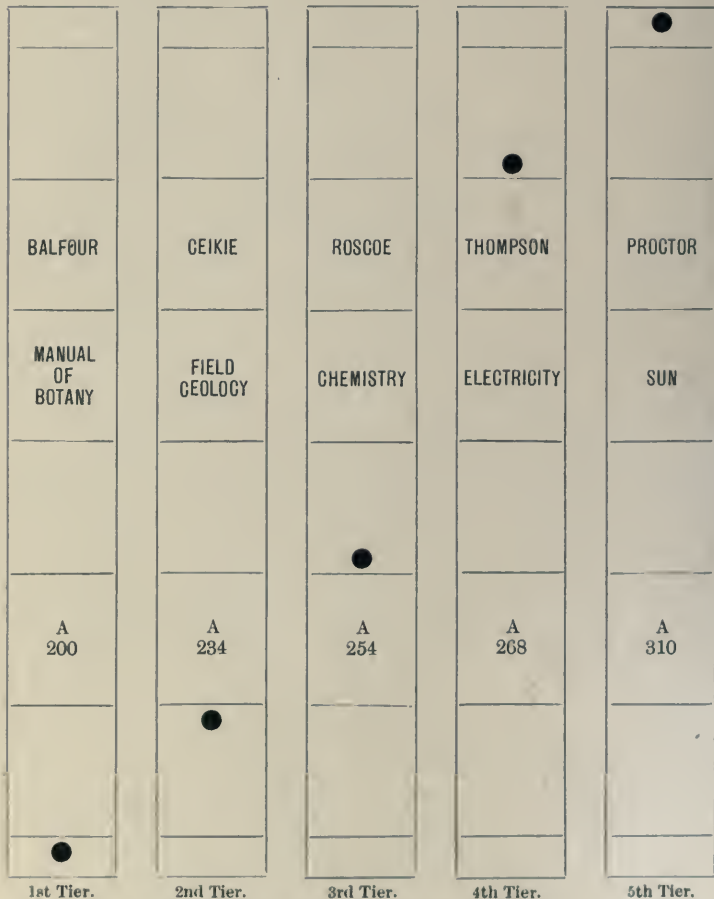 BALFOUR
CEIKIE
ROSCOE
THOMPSON
PROCTOR
MANUAL
OF
BOTANY
FIELD
CEOLOGY
CHEMISTRY
ELECTRICITY
SUN
A
200
A
234
A
254
A
268
A
310
1st Tier.
2nd Tier.
3rd Tier.
4th Tier.
5th Tier.